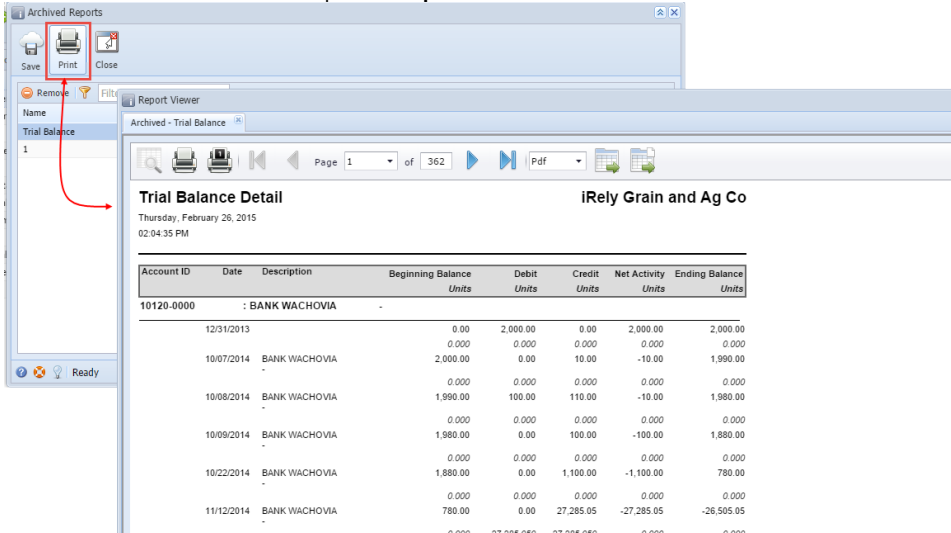 Archived Reports
Save Print Close
Remove Filte
Name
Trial Balance
1
Ready
Report Viewer
Archived - Trial Balance
Page 1 of 362 Pdf
Trial Balance Detail iRely Grain and Ag Co
Thursday, February 26, 2015
02:04:35 PM
Account ID Date Description Beginning Balance Debit Credit Net Activity Ending Balance
Units Units Units Units Units
10120-0000 : BANK WACHOVIA -
12/31/2013 0.00 2,000.00 0.00 2,000.00 2,000.00
0.000 0.000 0.000 0.000 0.000
10/07/2014 BANK WACHOVIA 2,000.00 0.00 10.00 -10.00 1,990.00
-
0.000 0.000 0.000 0.000 0.000
10/08/2014 BANK WACHOVIA 1,990.00 100.00 110.00 -10.00 1,980.00
-
0.000 0.000 0.000 0.000 0.000
10/09/2014 BANK WACHOVIA 1,980.00 0.00 100.00 -100.00 1,880.00
-
0.000 0.000 0.000 0.000 0.000
10/22/2014 BANK WACHOVIA 1,880.00 0.00 1,100.00 -1,100.00 780.00
-
0.000 0.000 0.000 0.000 0.000
11/12/2014 BANK WACHOVIA 780.00 0.00 27,285.05 -27,285.05 -26,505.05
-